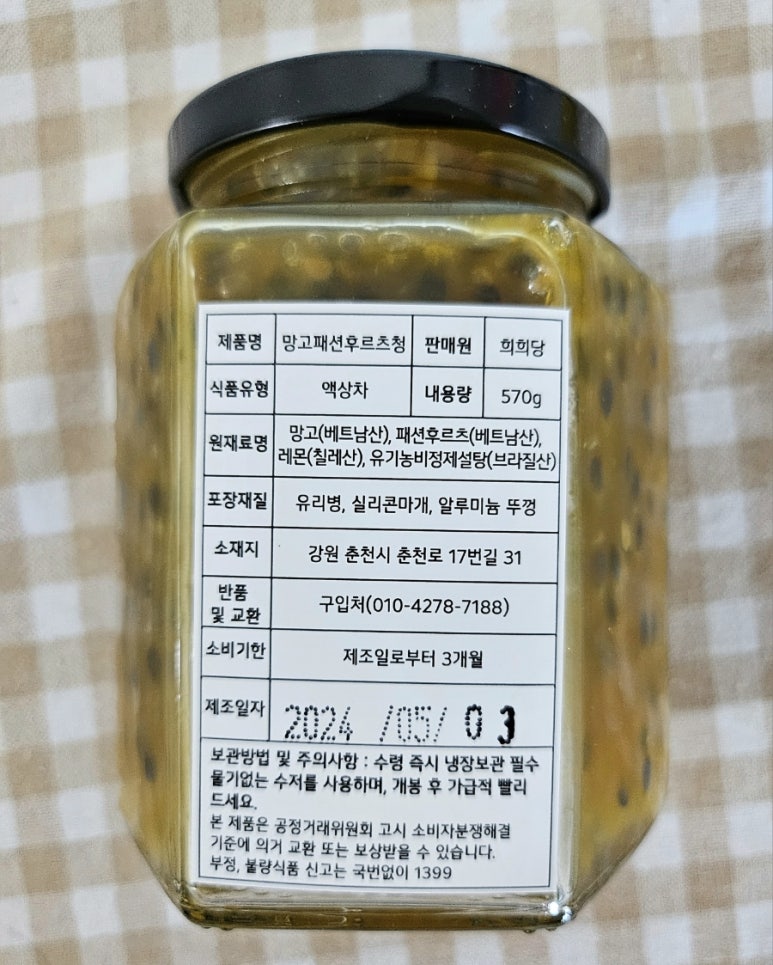 제품명 망고패션후르츠청 판매원 희희당
식품유형 액상차 내용량 570g
원재료명 망고(베트남산), 패션후르츠(베트남산),
레몬(칠레산), 유기농비정제설탕(브라질산)
포장재질 유리병, 실리콘마개, 알루미늄 뚜껑
소재지 강원 춘천시 춘천로 17번길 31
반품
및 교환 구입처(010-4278-7188)
소비기한 제조일로부터 3개월
제조일자 2024 /05/ 03
보관방법 및 주의사항 : 수령 즉시 냉장보관 필수
물기없는 수저를 사용하며, 개봉 후 가급적 빨리
드세요.
본 제품은 공정거래위원회 고시 소비자분쟁해결
기준에 의거 교환 또는 보상받을 수 있습니다.
부정, 불량식품 신고는 국번없이 1399